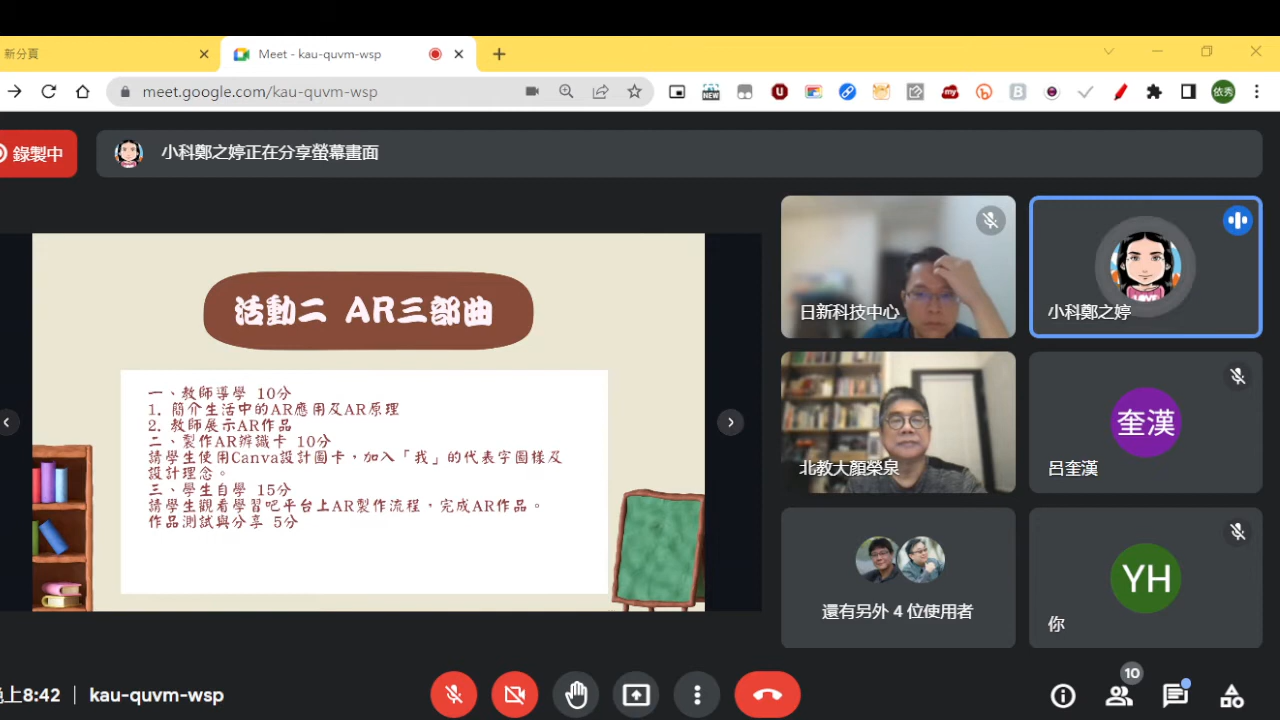 新分頁
Meet - kau-quvm-wsp
meet.google.com/kau-quvm-wsp
NEW
依秀
錄製中
小科鄭之婷正在分享螢幕畫面
活動二 AR三部曲
一、教師導學 10分
1. 簡介生活中的AR應用及AR原理
2. 教師展示AR作品
二、製作AR辨識卡 10分
請學生使用Canva設計圖卡，加入「我」的代表字圖樣及
設計理念。
三、學生自學 15分
請學生觀看學習吧平台上AR製作流程，完成AR作品。
作品測試與分享 5分
日新科技中心
小科鄭之婷
北教大顏榮泉
奎漢
呂奎漢
還有另外 4 位使用者
YH
你
晚上8:42
kau-quvm-wsp
10